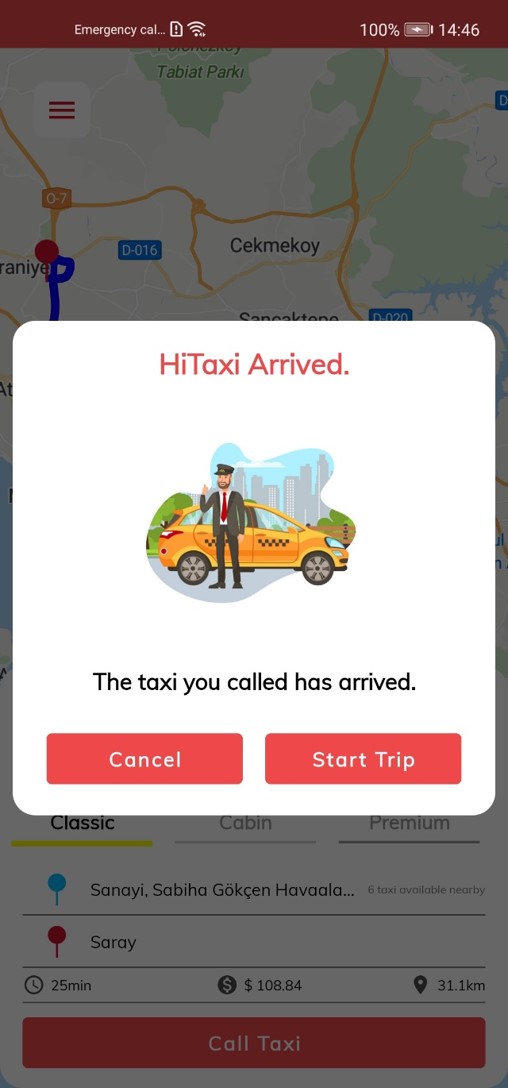 Emergency cal... 100% 14:46
Tabiat Parkı
O-7
D-016
Cekmekoy
raniye
Sancaktepe
D-020
HiTaxi Arrived.
The taxi you called has arrived.
Cancel Start Trip
Classic Cabin Premium
Sanayi, Sabiha Gökçen Havaala... 6 taxi available nearby
Saray
25min $ 108.84 31.1km
Call Taxi